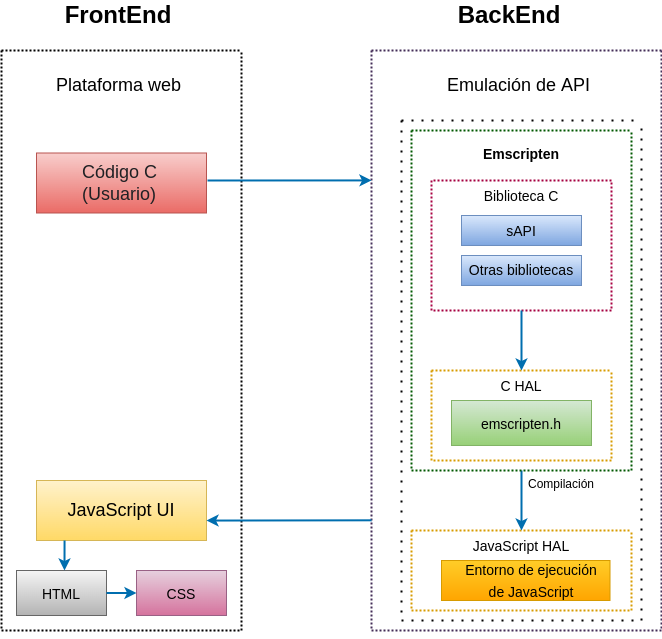 FrontEnd
BackEnd
Plataforma web
Emulación de API
Código C
(Usuario)
Emscripten
Biblioteca C
sAPI
Otras bibliotecas
C HAL
emscripten.h
Compilación
JavaScript UI
HTML
CSS
JavaScript HAL
Entorno de ejecución
de JavaScript